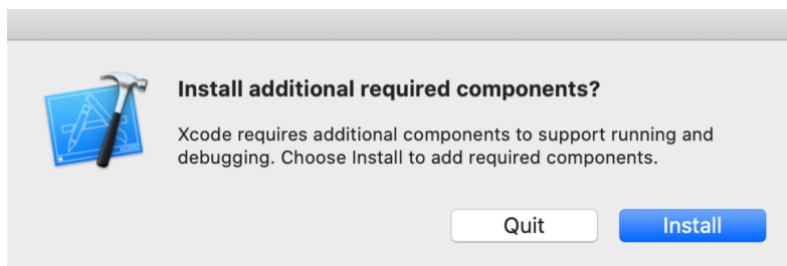 Install additional required components?
Xcode requires additional components to support running and
debugging. Choose Install to add required components.
Quit
Install